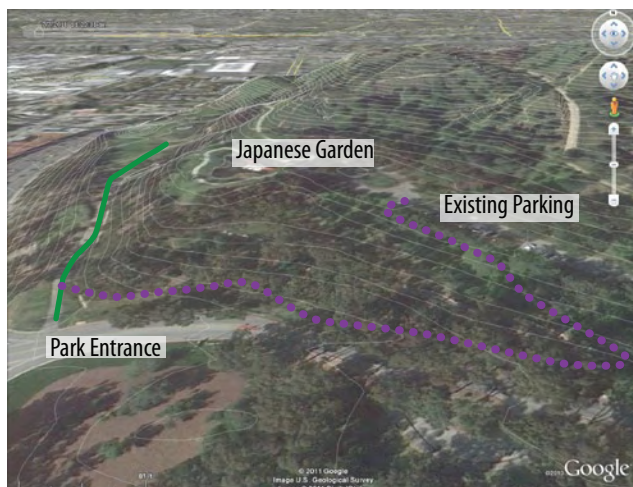 Japanese Garden
Existing Parking
Park Entrance
© 2011 Google
Image U.S. Geological Survey
Google